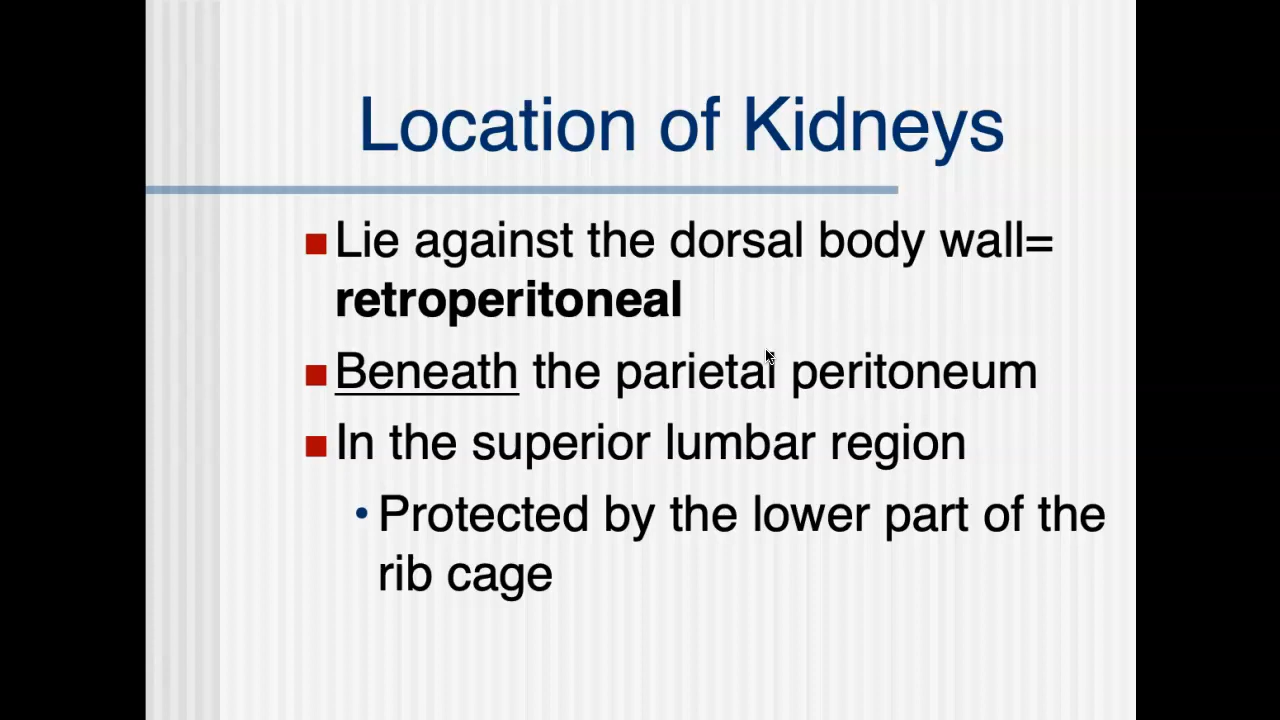 Location of Kidneys
Lie against the dorsal body wall=
retroperitoneal
Beneath the parietal peritoneum
In the superior lumbar region
Protected by the lower part of the
rib cage